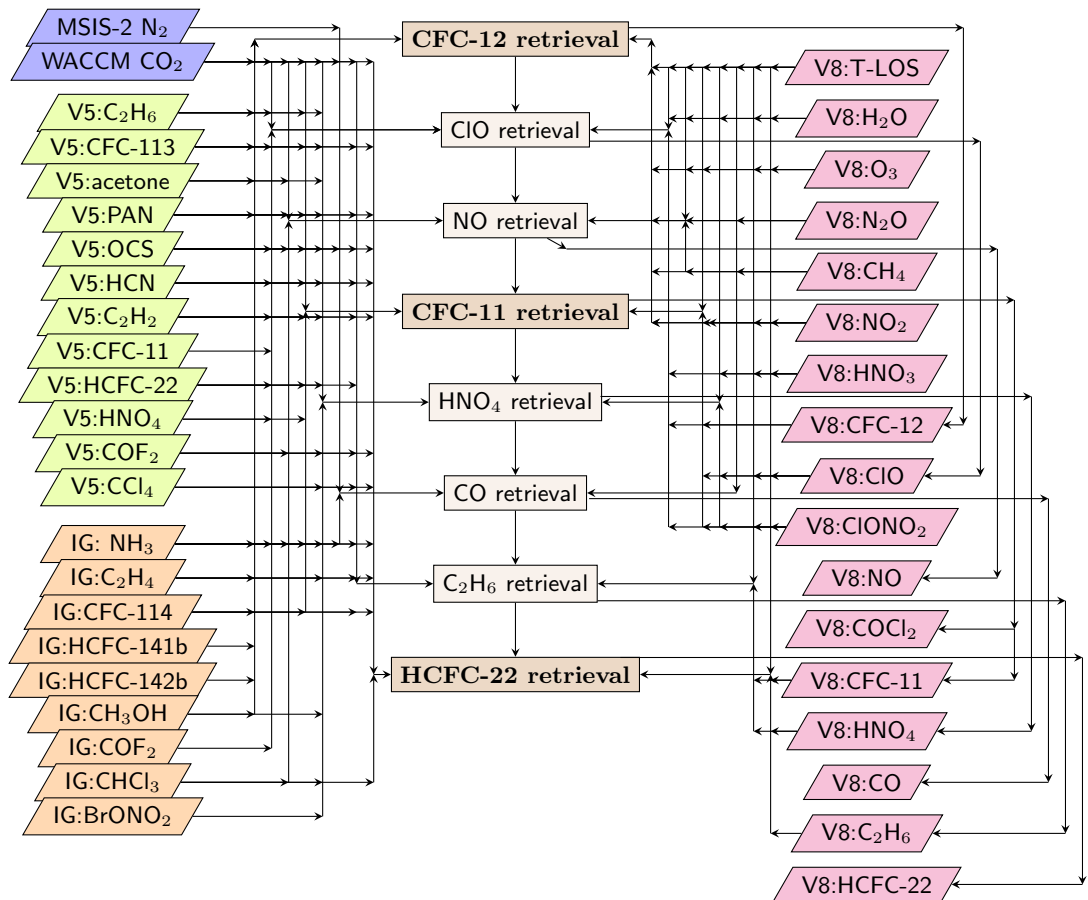 MSIS-2 N₂
WACCM CO₂
V5:C₂H₆
V5:CFC-113
V5:acetone
V5:PAN
V5:OCS
V5:HCN
V5:C₂H₂
V5:CFC-11
V5:HCFC-22
V5:HNO₄
V5:COF₂
V5:CCl₄
IG: NH₃
IG:C₂H₄
IG:CFC-114
IG:HCFC-141b
IG:HCFC-142b
IG:CH₃OH
IG:COF₂
IG:CHCl₃
IG:BrONO₂
CFC-12 retrieval
ClO retrieval
NO retrieval
CFC-11 retrieval
HNO₄ retrieval
CO retrieval
C₂H₆ retrieval
HCFC-22 retrieval
V8:T-LOS
V8:H₂O
V8:O₃
V8:N₂O
V8:CH₄
V8:NO₂
V8:HNO₃
V8:CFC-12
V8:ClO
V8:ClONO₂
V8:NO
V8:COCl₂
V8:CFC-11
V8:HNO₄
V8:CO
V8:C₂H₆
V8:HCFC-22